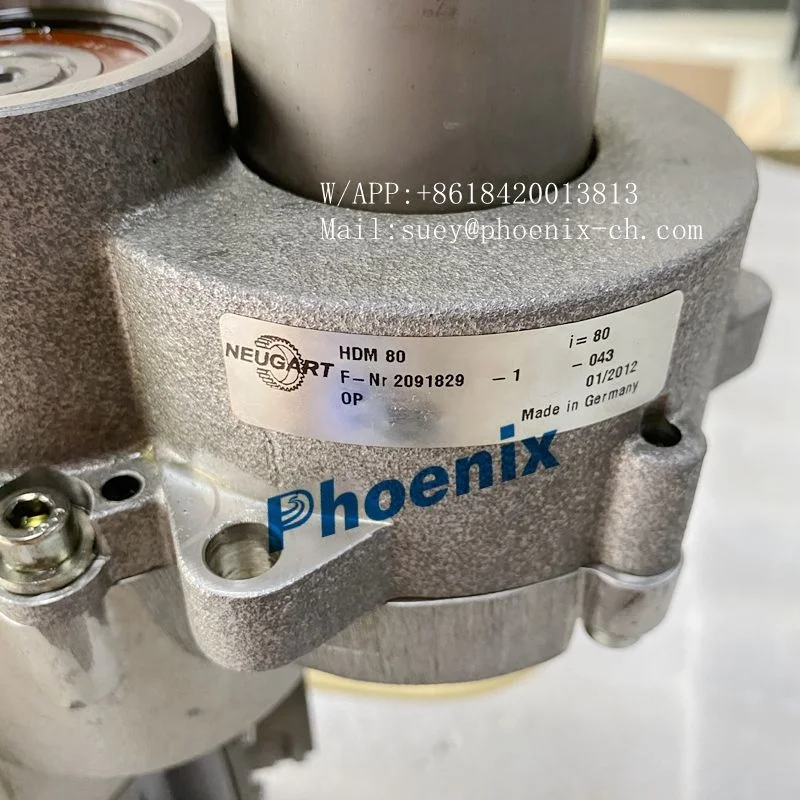 W/APP:+8618420013813
Mail:suey@phoenix-ch.com
NEUGART
HDM 80 i= 80
F-Nr 2091829 -1 -043
OP 01/2012
Made in Germany
Phoenix